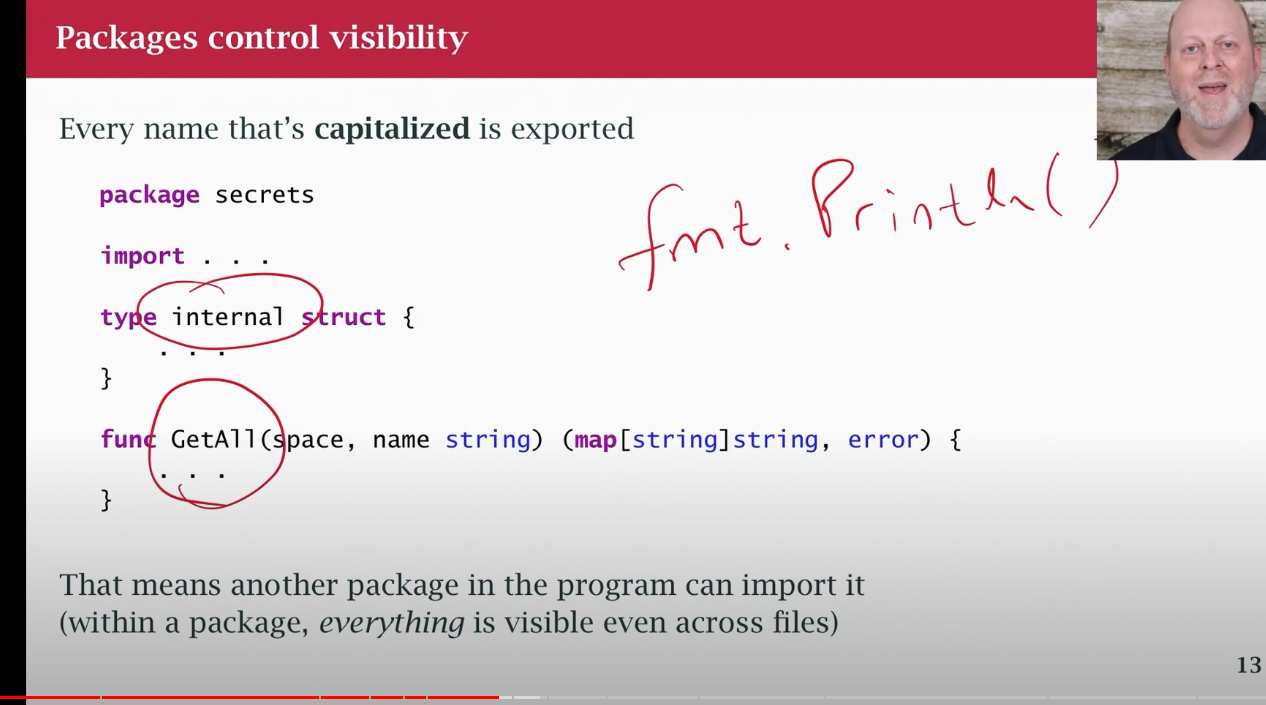 Packages control visibility
Every name that's capitalized is exported
fmt.Println()
package secrets
import . . .
type internal struct {
. . .
}
func GetAll(space, name string) (map[string]string, error) {
. . .
}
That means another package in the program can import it
(within a package, everything is visible even across files)
13